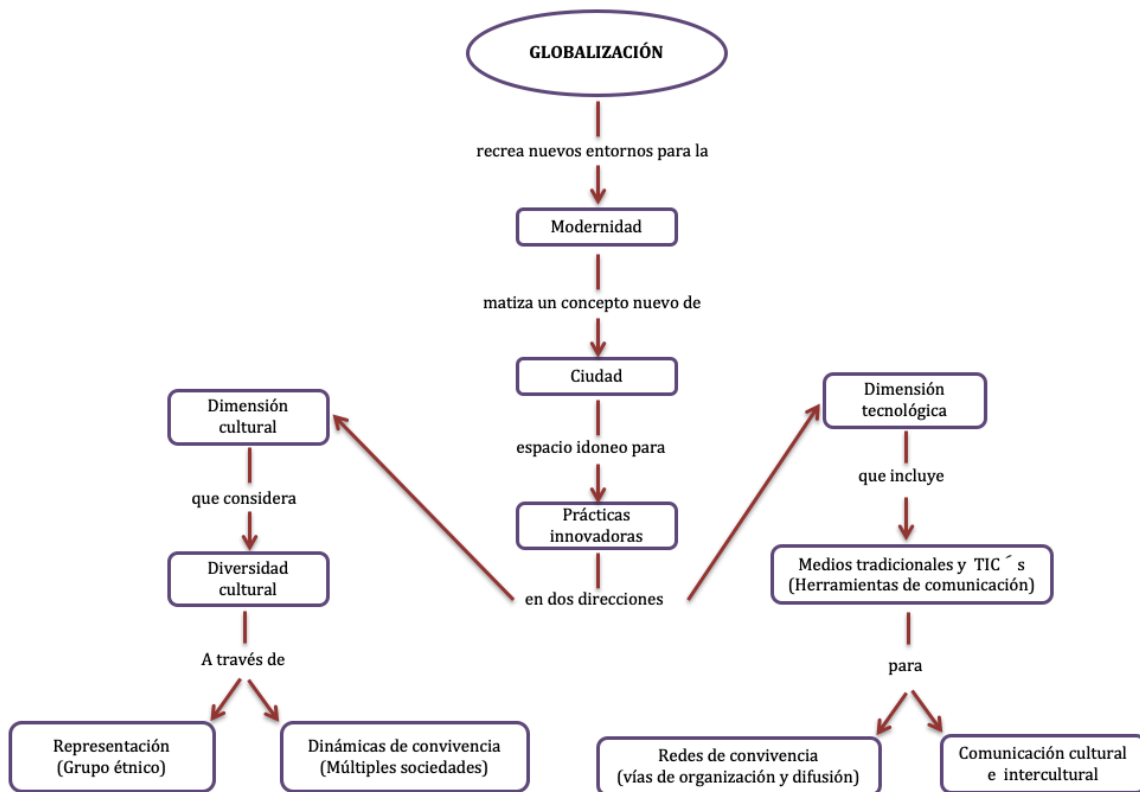 GLOBALIZACIÓN
recrea nuevos entornos para la
Modernidad
matiza un concepto nuevo de
Ciudad
espacio idoneo para
Prácticas
innovadoras
en dos direcciones
Dimensión
cultural
que considera
Diversidad
cultural
A través de
Representación
(Grupo étnico)
Dinámicas de convivencia
(Múltiples sociedades)
Dimensión
tecnológica
que incluye
Medios tradicionales y TIC ´ s
(Herramientas de comunicación)
para
Redes de convivencia
(vías de organización y difusión)
Comunicación cultural
e intercultural